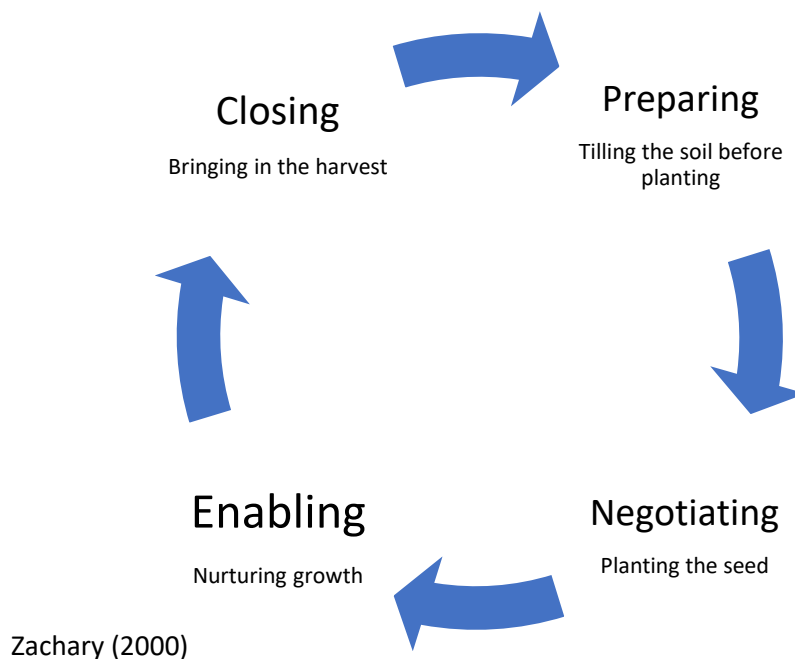 Closing
Bringing in the harvest
Preparing
Tilling the soil before
planting
Enabling
Nurturing growth
Negotiating
Planting the seed
Zachary (2000)